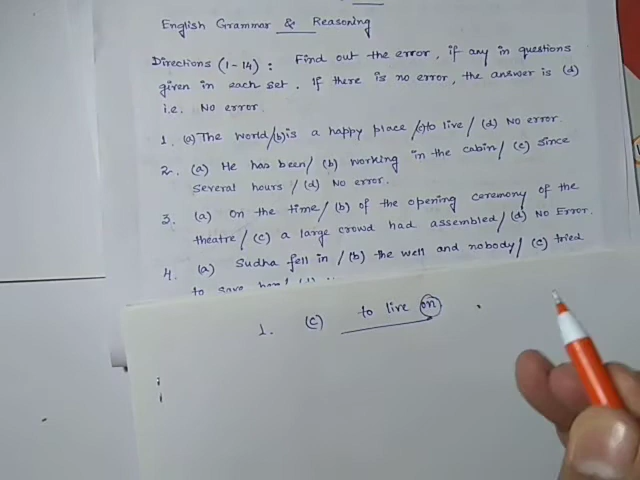 English Grammar & Reasoning
Directions (1-14) : Find out the error, if any in questions
given in each set. If there is no error, the answer is (d)
i.e. No error.
1. (a) The world/(b) is a happy place /(c) to live / (d) No error.
2. (a) He has been/ (b) working in the cabin/ (c) since
several hours / (d) No error.
3. (a) On the time/ (b) of the opening ceremony of the
theatre/ (c) a large crowd had assembled/ (d) No Error.
4. (a) Sudha fell in / (b) the well and nobody/ (c) tried
to save
1. (c) to live on